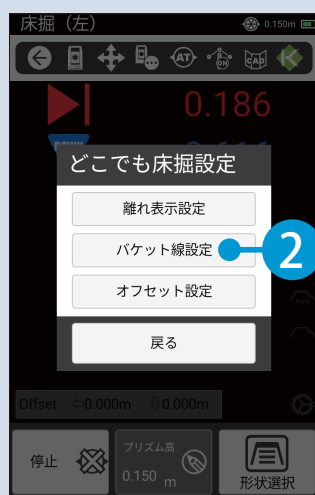 床掘（左）
0.150m
AT
CAD
0.186
どこでも床掘設定
離れ表示設定
バケット線設定
2
オフセット設定
戻る
Offset ⇦0.000m ⇩0.000m
停止
プリズム高
0.150 m
形状選択